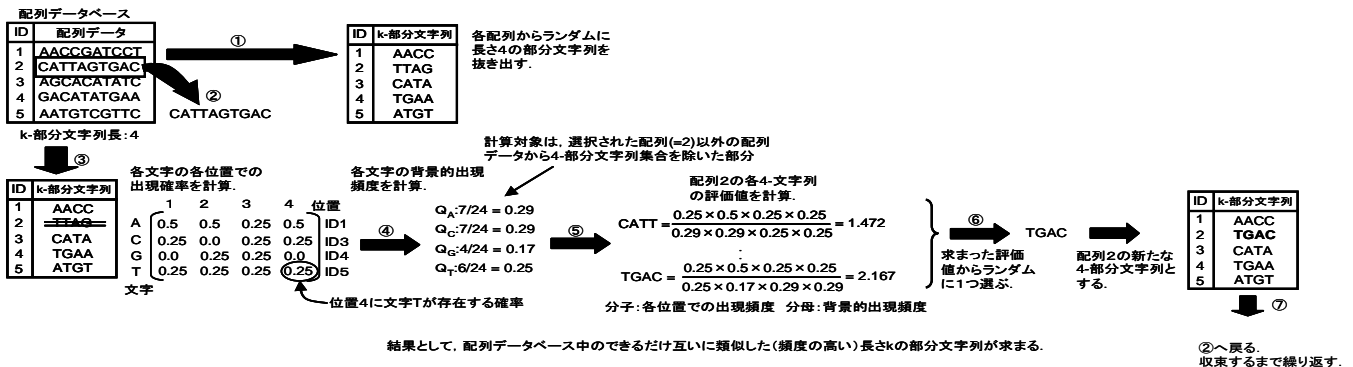 配列データベース
ID 配列データ
1 AACCGATCCT
2 CATTAGTGAC
3 AGCACATATC
4 GACATATGAA
5 AATGTCGTTC
k-部分文字列長:4
①
②
CATTAGTGAC
ID k-部分文字列
1 AACC
2 TTAG
3 CATA
4 TGAA
5 ATGT
各配列からランダムに
長さ4の部分文字列を
抜き出す.
③
ID k-部分文字列
1 AACC
2 TTAG
3 CATA
4 TGAA
5 ATGT
各文字の各位置での
出現確率を計算.
1 2 3 4 位置
A 0.5 0.5 0.25 0.5 ID1
C 0.25 0.0 0.25 0.25 ID3
G 0.0 0.25 0.25 0.0 ID4
T 0.25 0.25 0.25 0.25 ID5
文字
位置4に文字Tが存在する確率
④
各文字の背景的出現
頻度を計算.
計算対象は,選択された配列(=2)以外の配列
データから4-部分文字列集合を除いた部分
QA:7/24 = 0.29
QC:7/24 = 0.29
QG:4/24 = 0.17
QT:6/24 = 0.25
⑤
配列2の各4-文字列
の評価値を計算.
CATT = 0.25×0.5×0.25×0.25 / 0.29×0.29×0.25×0.25 = 1.472
:
TGAC = 0.25×0.5×0.25×0.25 / 0.25×0.17×0.29×0.29 = 2.167
分子:各位置での出現頻度 分母:背景的出現頻度
⑥
求まった評価
値からランダム
に1つ選ぶ.
TGAC
配列2の新たな
4-部分文字列と
する.
ID k-部分文字列
1 AACC
2 TGAC
3 CATA
4 TGAA
5 ATGT
⑦
②へ戻る.
収束するまで繰り返す.
結果として,配列データベース中のできるだけ互いに類似した(頻度の高い)長さkの部分文字列が求まる.